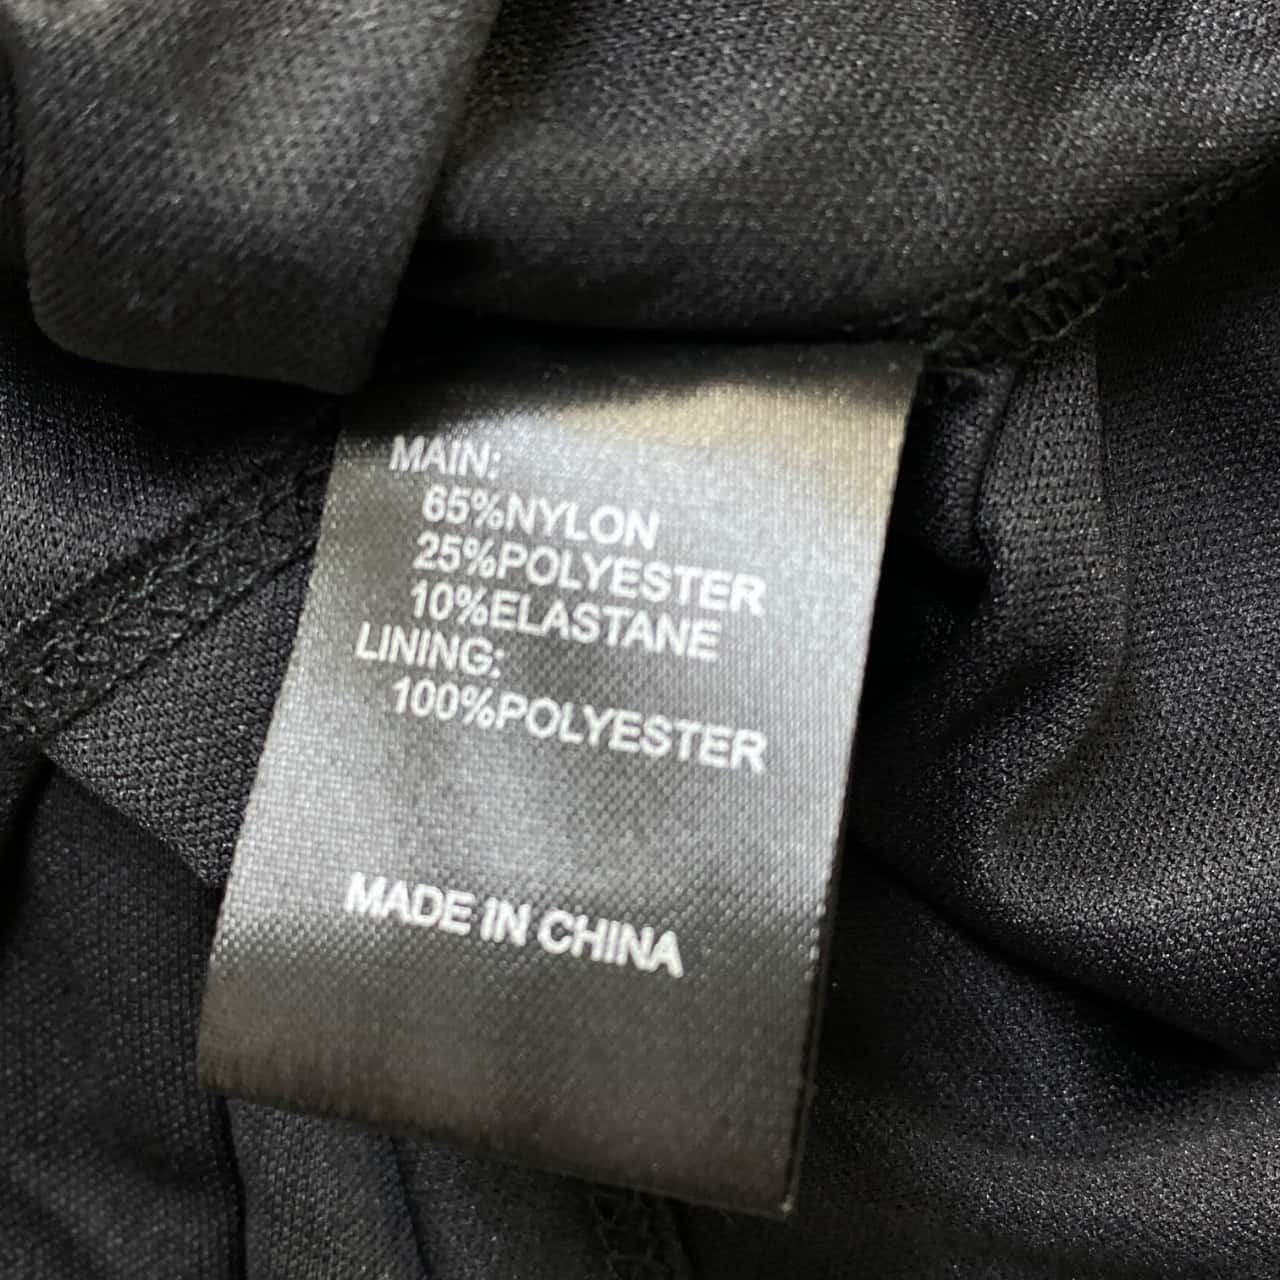 MAIN:
65%NYLON
25%POLYESTER
10%ELASTANE
LINING:
100%POLYESTER
MADE IN CHINA